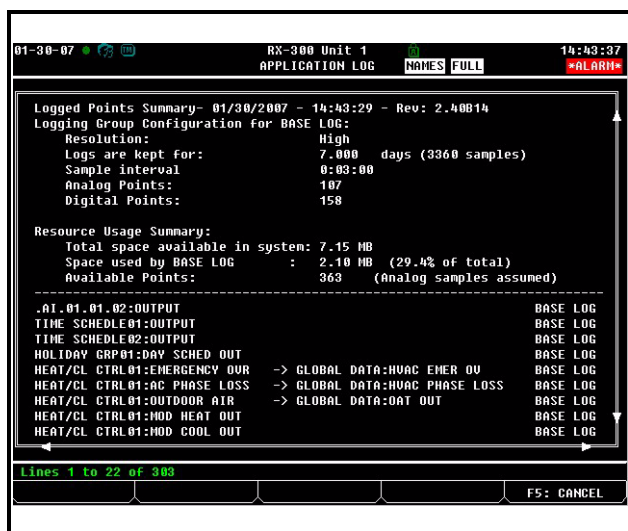 01-30-07 RX-300 Unit 1 14:43:37
APPLICATION LOG NAMES FULL *ALARM*
Logged Points Summary- 01/30/2007 - 14:43:29 - Rev: 2.40B14
Logging Group Configuration for BASE LOG:
Resolution: High
Logs are kept for: 7.000 days (3360 samples)
Sample interval 0:03:00
Analog Points: 107
Digital Points: 158
Resource Usage Summary:
Total space available in system: 7.15 MB
Space used by BASE LOG : 2.10 MB (29.4% of total)
Available Points: 363 (Analog samples assumed)
.AI.01.01.02:OUTPUT BASE LOG
TIME SCHEDLE01:OUTPUT BASE LOG
TIME SCHEDLE02:OUTPUT BASE LOG
HOLIDAY GRP01:DAY SCHED OUT BASE LOG
HEAT/CL CTRL01:EMERGENCY OVR -> GLOBAL DATA:HVAC EMER OV BASE LOG
HEAT/CL CTRL01:AC PHASE LOSS -> GLOBAL DATA:HVAC PHASE LOSS BASE LOG
HEAT/CL CTRL01:OUTDOOR AIR -> GLOBAL DATA:OAT OUT BASE LOG
HEAT/CL CTRL01:MOD HEAT OUT BASE LOG
HEAT/CL CTRL01:MOD COOL OUT BASE LOG
Lines 1 to 22 of 303
F5: CANCEL